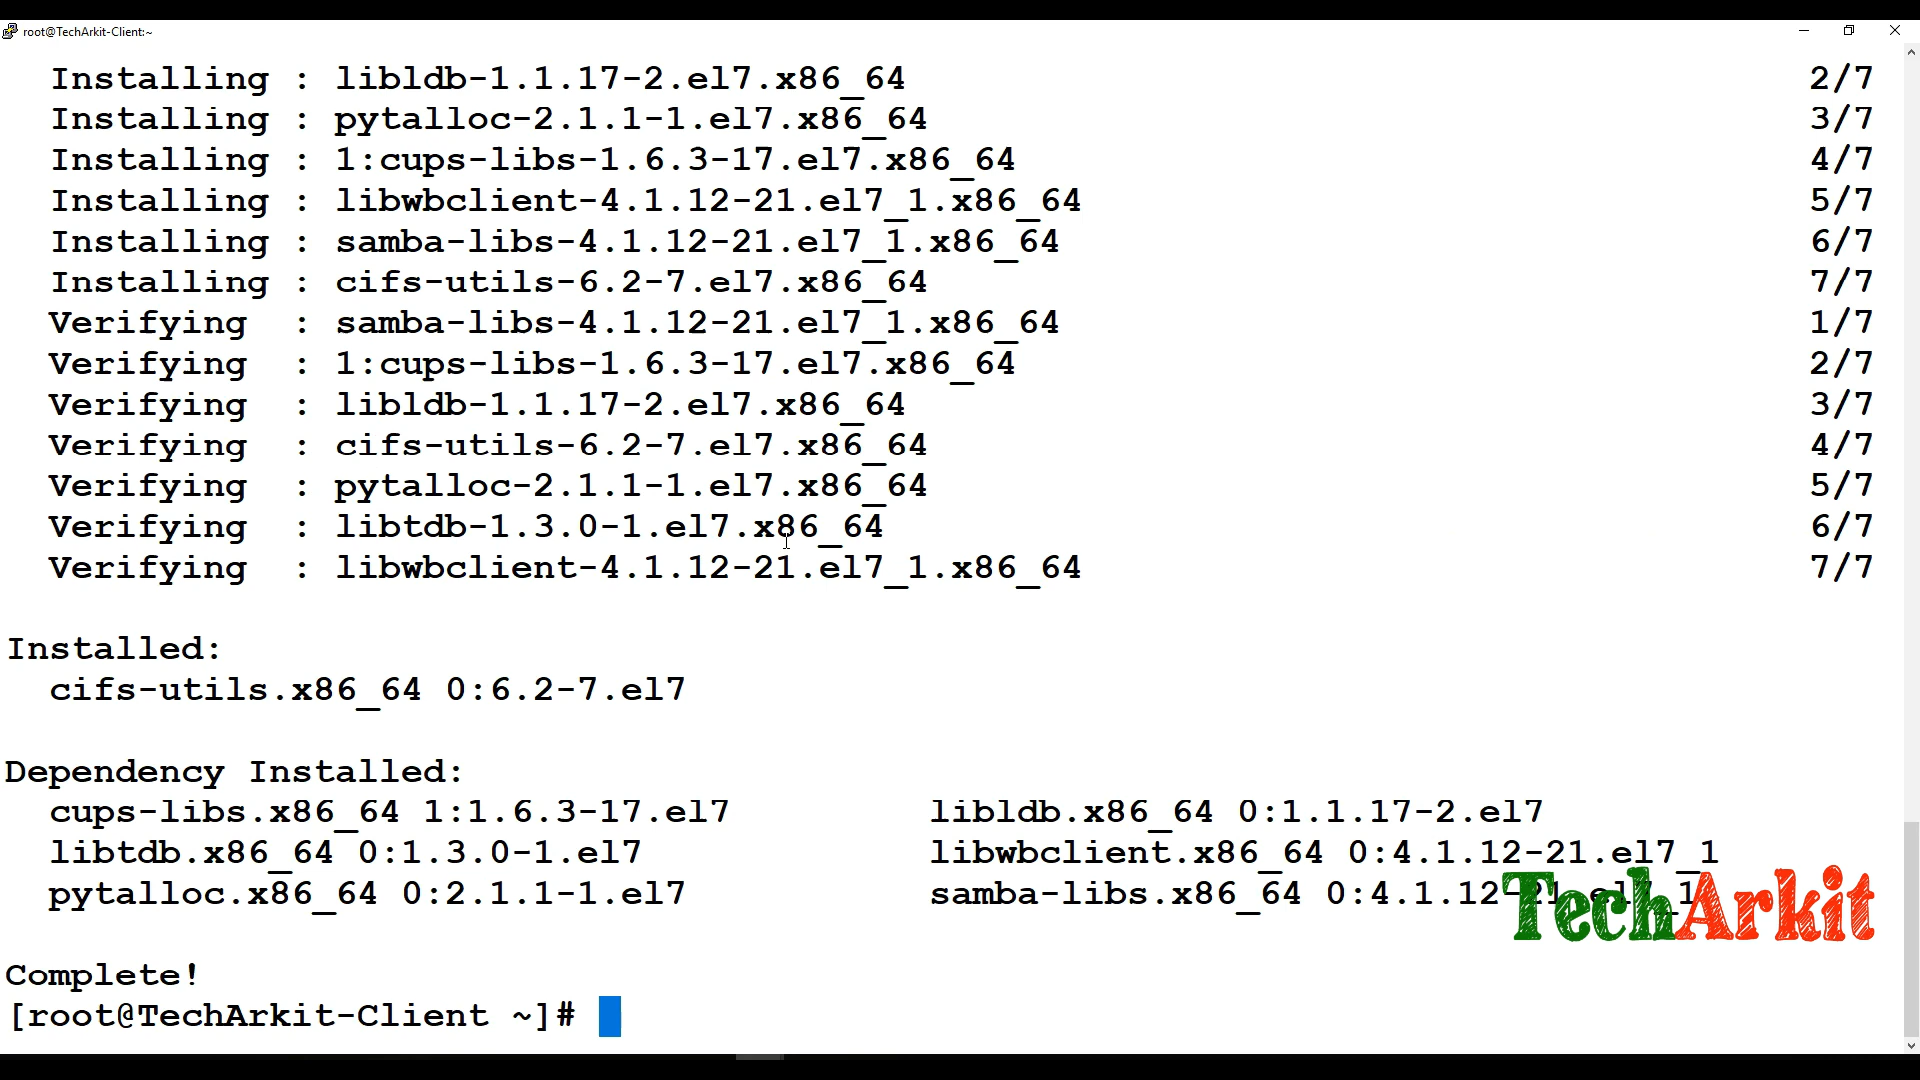 root@TechArkit-Client:~
Installing : libldb-1.1.17-2.el7.x86_64 2/7
Installing : pytalloc-2.1.1-1.el7.x86_64 3/7
Installing : 1:cups-libs-1.6.3-17.el7.x86_64 4/7
Installing : libwbclient-4.1.12-21.el7_1.x86_64 5/7
Installing : samba-libs-4.1.12-21.el7_1.x86_64 6/7
Installing : cifs-utils-6.2-7.el7.x86_64 7/7
Verifying : samba-libs-4.1.12-21.el7_1.x86_64 1/7
Verifying : 1:cups-libs-1.6.3-17.el7.x86_64 2/7
Verifying : libldb-1.1.17-2.el7.x86_64 3/7
Verifying : cifs-utils-6.2-7.el7.x86_64 4/7
Verifying : pytalloc-2.1.1-1.el7.x86_64 5/7
Verifying : libtdb-1.3.0-1.el7.x86_64 6/7
Verifying : libwbclient-4.1.12-21.el7_1.x86_64 7/7
Installed:
cifs-utils.x86_64 0:6.2-7.el7
Dependency Installed:
cups-libs.x86_64 1:1.6.3-17.el7 libldb.x86_64 0:1.1.17-2.el7
libtdb.x86_64 0:1.3.0-1.el7 libwbclient.x86_64 0:4.1.12-21.el7_1
pytalloc.x86_64 0:2.1.1-1.el7 samba-libs.x86_64 0:4.1.12-21.el7_1
TechArkit
Complete!
[root@TechArkit-Client ~]#